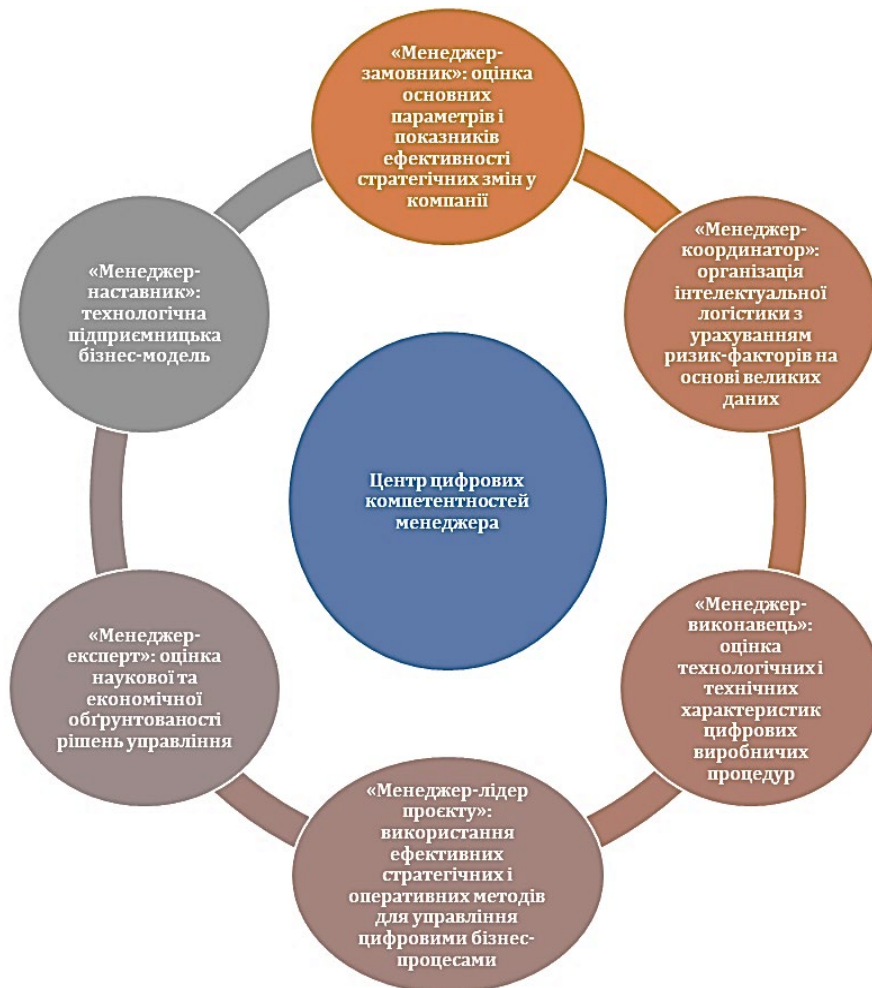 «Менеджер-
замовник»: оцінка
основних
параметрів і
показників
ефективності
стратегічних змін у
компанії
«Менеджер-
координатор»:
організація
інтелектуальної
логістики з
урахуванням
ризик-факторів на
основі великих
даних
«Менеджер-
виконавець»:
оцінка
технологічних і
технічних
характеристик
цифрових
виробничих
процедур
«Менеджер-лідер
проєкту»:
використання
ефективних
стратегічних і
оперативних методів
для управління
цифровими бізнес-
процесами
«Менеджер-
експерт»: оцінка
наукової та
економічної
обґрунтованості
рішень управління
«Менеджер-
наставник»:
технологічна
підприємницька
бізнес-модель
Центр цифрових
компетентностей
менеджера